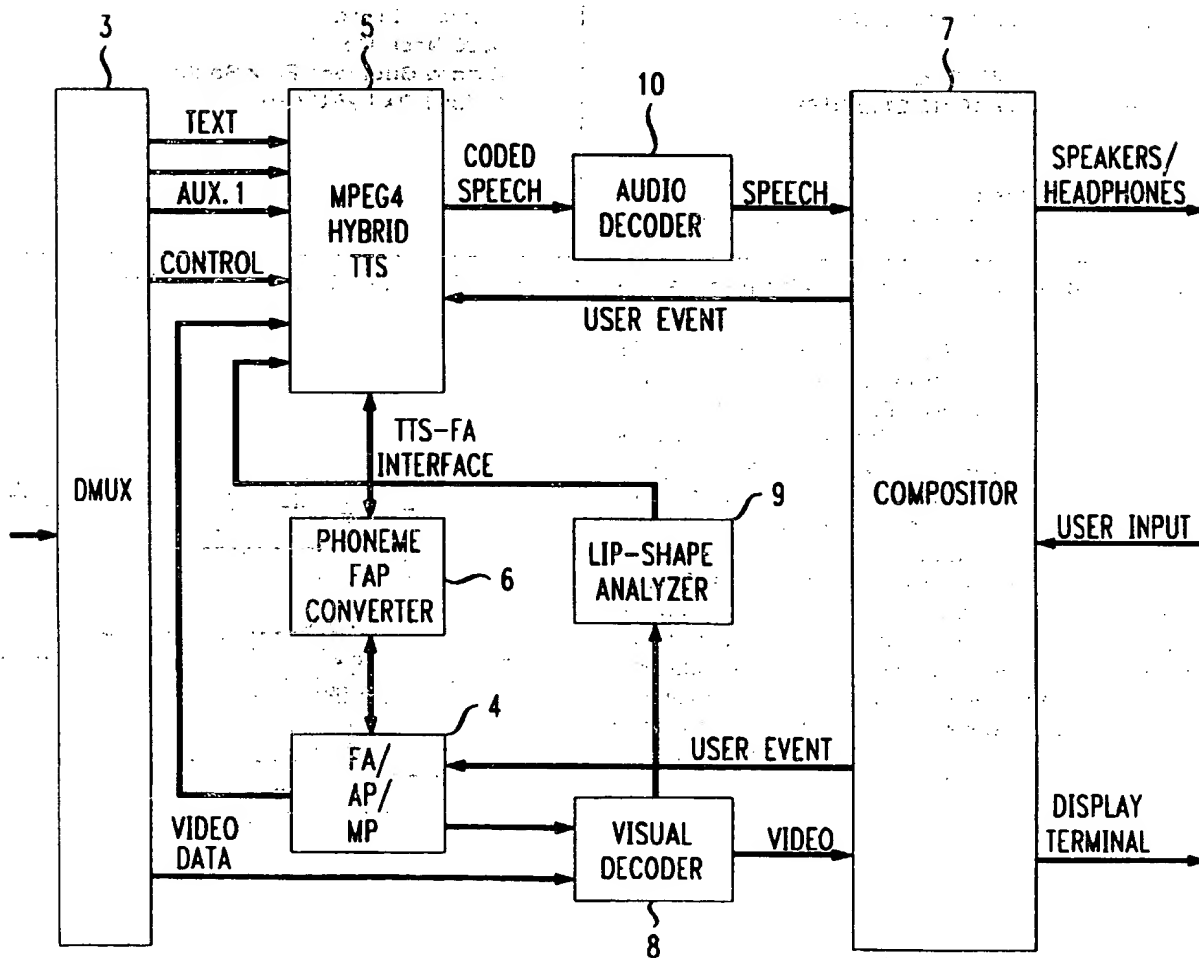 3
5
7
10
TEXT
AUX. 1
CONTROL
MPEG4
HYBRID
TTS
CODED
SPEECH
AUDIO
DECODER
SPEECH
SPEAKERS/
HEADPHONES
USER EVENT
TTS-FA
INTERFACE
DMUX
COMPOSITOR
9
PHONEME
FAP
CONVERTER
6
LIP-SHAPE
ANALYZER
USER INPUT
4
FA/
AP/
MP
USER EVENT
VIDEO
DATA
VISUAL
DECODER
VIDEO
DISPLAY
TERMINAL
8